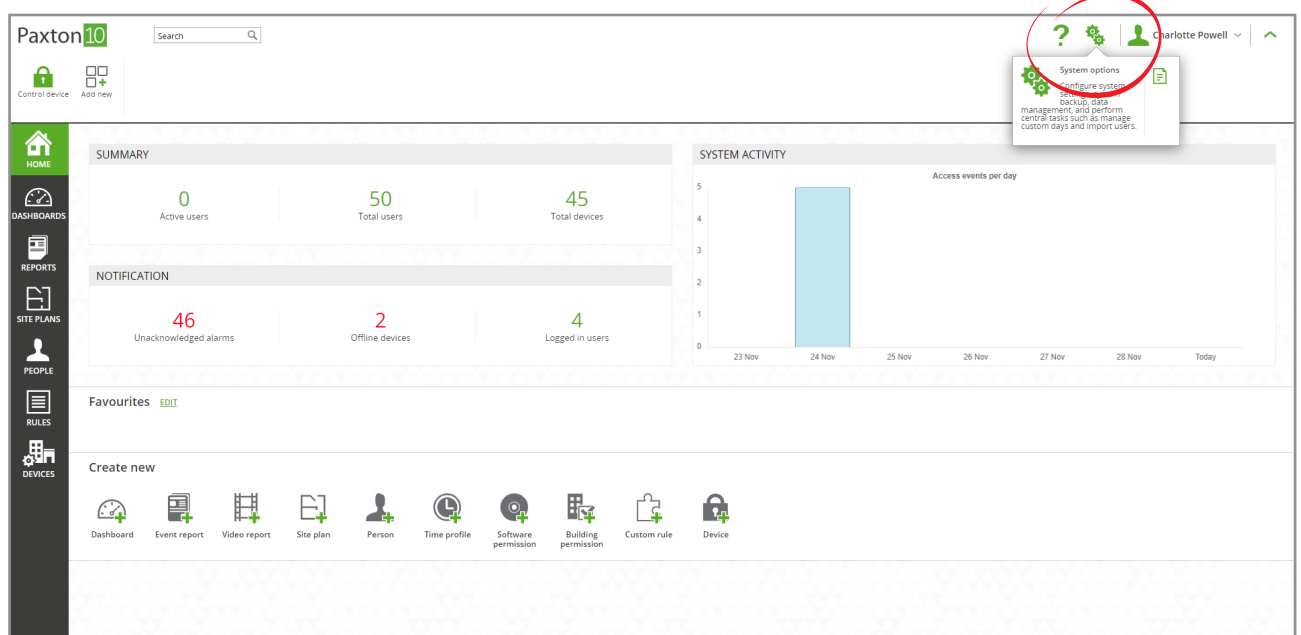 Paxton10
Search
?
Charlotte Powell
Control device
Add new
System options
Configure system
settings, system
backup, data
management, and perform
central tasks such as manage
custom days and import users.
HOME
DASHBOARDS
REPORTS
SITE PLANS
PEOPLE
RULES
DEVICES
SUMMARY
0
Active users
50
Total users
45
Total devices
NOTIFICATION
46
Unacknowledged alarms
2
Offline devices
4
Logged in users
SYSTEM ACTIVITY
Access events per day
5
4
3
2
1
0
23 Nov
24 Nov
25 Nov
26 Nov
27 Nov
28 Nov
Today
Favourites EDIT
Create new
Dashboard
Event report
Video report
Site plan
Person
Time profile
Software
permission
Building
permission
Custom rule
Device